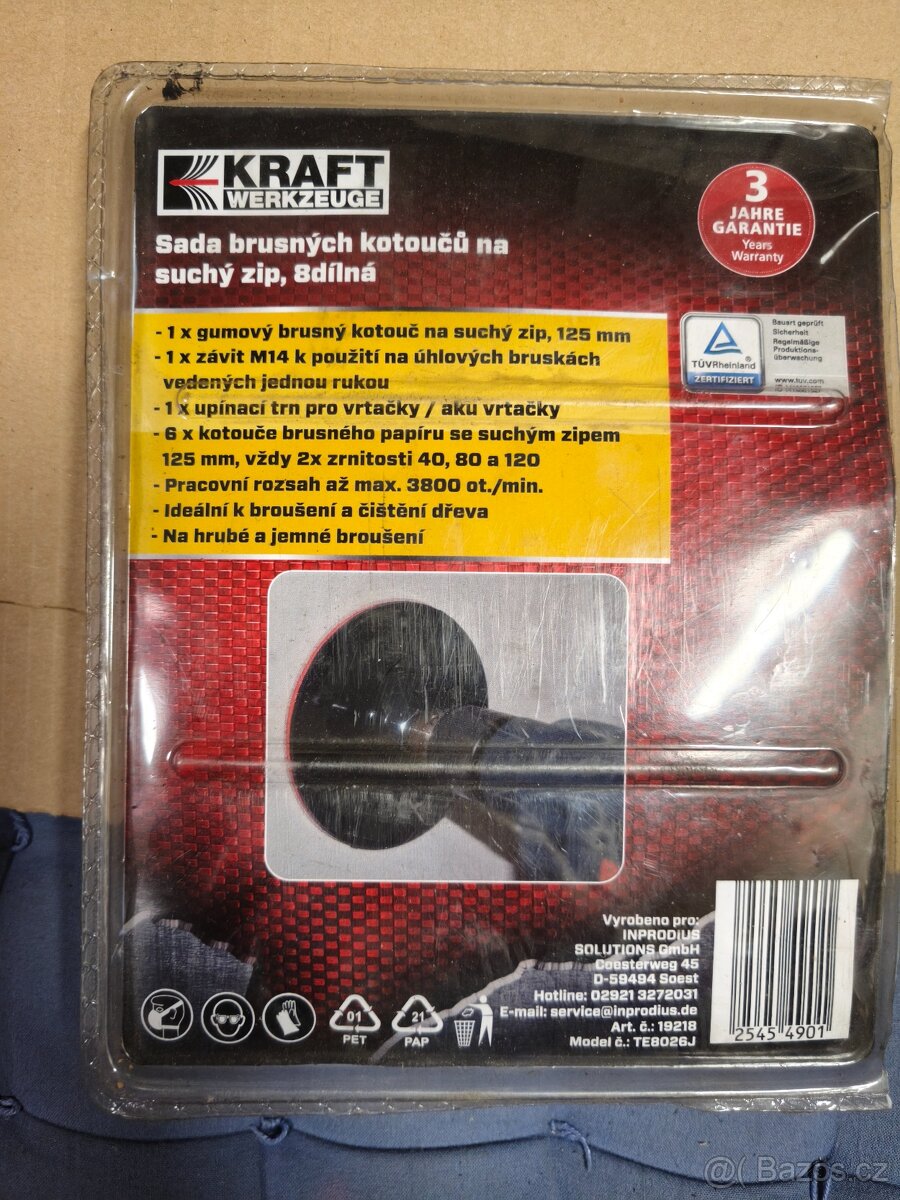 KRAFT
WERKZEUGE
3
JAHRE
GARANTIE
Years
Warranty
Sada brusných kotoučů na
suchý zip, 8dílná
- 1 x gumový brusný kotouč na suchý zip, 125 mm
- 1 x závit M14 k použití na úhlových bruskách
vedených jednou rukou
- 1 x upínací trn pro vrtačky / aku vrtačky
- 6 x kotouče brusného papíru se suchým zipem
125 mm, vždy 2x zrnitosti 40, 80 a 120
- Pracovní rozsah až max. 3800 ot./min.
- Ideální k broušení a čištění dřeva
- Na hrubé a jemné broušení
TÜVRheinland
ZERTIFIZIERT
Bauart geprüft
Sicherheit
Regelmäßige
Produktions-
überwachung
www.tuv.com
Vyrobeno pro:
INPRODIUS
SOLUTIONS GmbH
Coesterweg 45
D-59494 Soest
Hotline: 02921 3272031
E-mail: service@inprodius.de
Art. č.: 19218
Model č.: TE8026J
01
PET
21
PAP
2545 4901
@( Bazos.cz